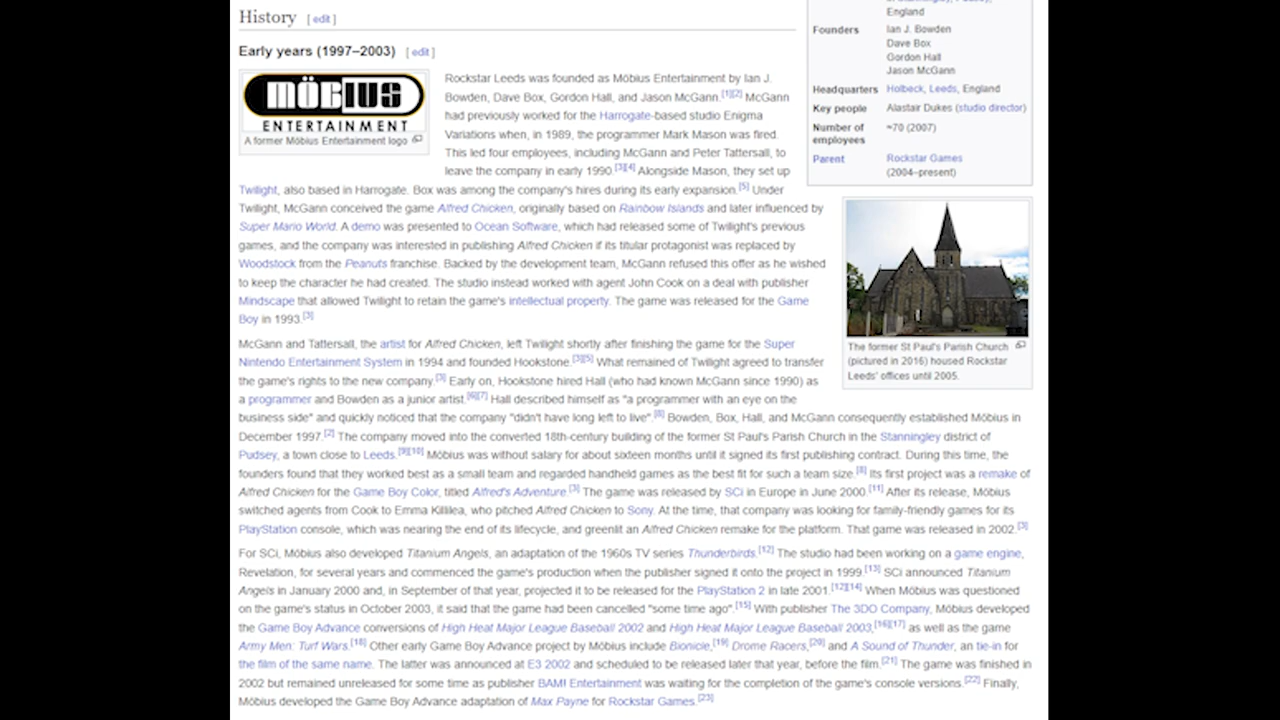 History [ edit ]
Early years (1997–2003) [ edit ]
MÖBIUS
ENTERTAINMENT
A former Möbius Entertainment logo
Rockstar Leeds was founded as Möbius Entertainment by Ian J.
Bowden, Dave Box, Gordon Hall, and Jason McGann.[1][2] McGann
had previously worked for the Harrogate-based studio Enigma
Variations when, in 1989, the programmer Mark Mason was fired.
This led four employees, including McGann and Peter Tattersall, to
leave the company in early 1990.[3][4] Alongside Mason, they set up
Twilight, also based in Harrogate. Box was among the company's hires during its early expansion.[5] Under
Twilight, McGann conceived the game Alfred Chicken, originally based on Rainbow Islands and later influenced by
Super Mario World. A demo was presented to Ocean Software, which had released some of Twilight's previous
games, and the company was interested in publishing Alfred Chicken if its titular protagonist was replaced by
Woodstock from the Peanuts franchise. Backed by the development team, McGann refused this offer as he wished
to keep the character he had created. The studio instead worked with agent John Cook on a deal with publisher
Mindscape that allowed Twilight to retain the game's intellectual property. The game was released for the Game
Boy in 1993.[3]
McGann and Tattersall, the artist for Alfred Chicken, left Twilight shortly after finishing the game for the Super
Nintendo Entertainment System in 1994 and founded Hookstone.[3][5] What remained of Twilight agreed to transfer
the game's rights to the new company.[3] Early on, Hookstone hired Hall (who had known McGann since 1990) as
a programmer and Bowden as a junior artist.[6][7] Hall described himself as "a programmer with an eye on the
business side" and quickly noticed that the company "didn't have long left to live".[8] Bowden, Box, Hall, and McGann consequently established Möbius in
December 1997.[2] The company moved into the converted 18th-century building of the former St Paul's Parish Church in the Stanningley district of
Pudsey, a town close to Leeds.[9][10] Möbius was without salary for about sixteen months until it signed its first publishing contract. During this time, the
founders found that they worked best as a small team and regarded handheld games as the best fit for such a team size.[8] Its first project was a remake of
Alfred Chicken for the Game Boy Color, titled Alfred's Adventure.[3] The game was released by SCi in Europe in June 2000.[11] After its release, Möbius
switched agents from Cook to Emma Killilea, who pitched Alfred Chicken to Sony. At the time, that company was looking for family-friendly games for its
PlayStation console, which was nearing the end of its lifecycle, and greenlit an Alfred Chicken remake for the platform. That game was released in 2002.[3]
For SCi, Möbius also developed Titanium Angels, an adaptation of the 1960s TV series Thunderbirds.[12] The studio had been working on a game engine,
Revelation, for several years and commenced the game's production when the publisher signed it onto the project in 1999.[13] SCi announced Titanium
Angels in January 2000 and, in September of that year, projected it to be released for the PlayStation 2 in late 2001.[12][14] When Möbius was questioned
on the game's status in October 2003, it said that the game had been cancelled "some time ago".[15] With publisher The 3DO Company, Möbius developed
the Game Boy Advance conversions of High Heat Major League Baseball 2002 and High Heat Major League Baseball 2003,[16][17] as well as the game
Army Men: Turf Wars.[18] Other early Game Boy Advance project by Möbius include Bionicle,[19] Drome Racers,[20] and A Sound of Thunder, an tie-in for
the film of the same name. The latter was announced at E3 2002 and scheduled to be released later that year, before the film.[21] The game was finished in
2002 but remained unreleased for some time as publisher BAM! Entertainment was waiting for the completion of the game's console versions.[22] Finally,
Möbius developed the Game Boy Advance adaptation of Max Payne for Rockstar Games.[23]
England
Founders Ian J. Bowden
Dave Box
Gordon Hall
Jason McGann
Headquarters Holbeck, Leeds, England
Key people Alastair Dukes (studio director)
Number of employees ≈70 (2007)
Parent Rockstar Games
(2004–present)
The former St Paul's Parish Church
(pictured in 2016) housed Rockstar
Leeds' offices until 2005.